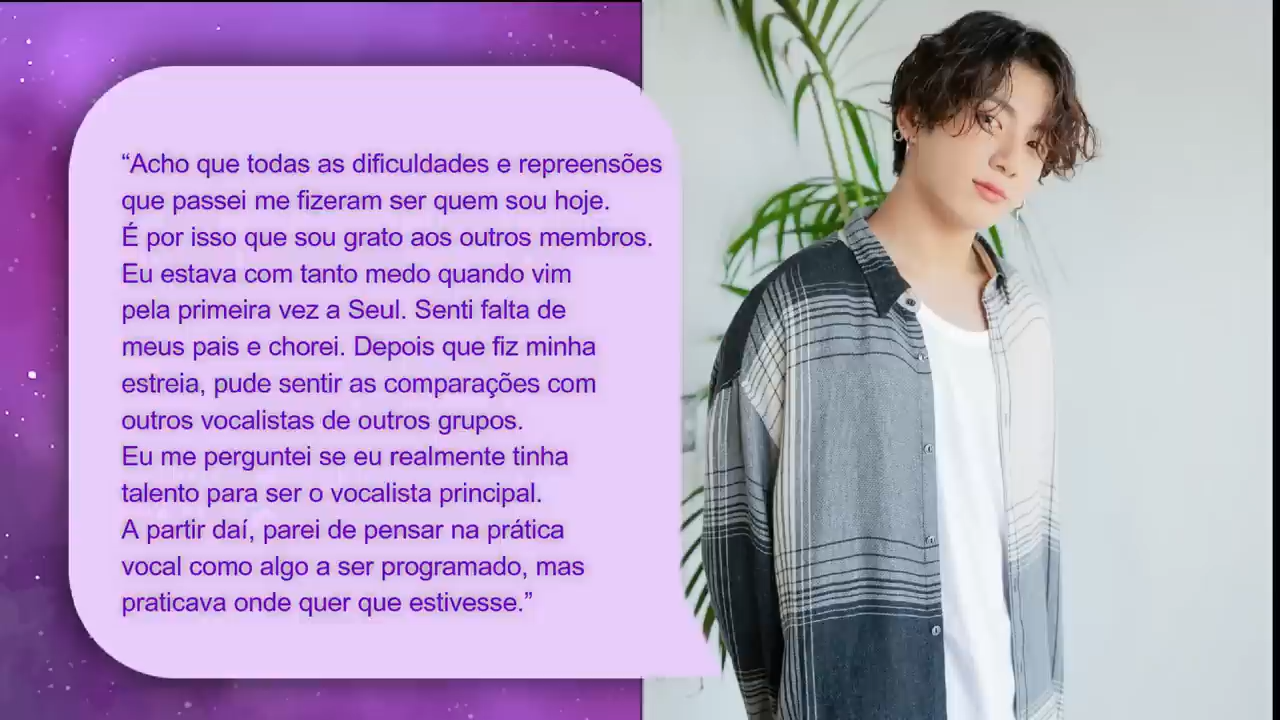 “Acho que todas as dificuldades e repreensões
que passei me fizeram ser quem sou hoje.
É por isso que sou grato aos outros membros.
Eu estava com tanto medo quando vim
pela primeira vez a Seul. Senti falta de
meus pais e chorei. Depois que fiz minha
estreia, pude sentir as comparações com
outros vocalistas de outros grupos.
Eu me perguntei se eu realmente tinha
talento para ser o vocalista principal.
A partir daí, parei de pensar na prática
vocal como algo a ser programado, mas
praticava onde quer que estivesse.”